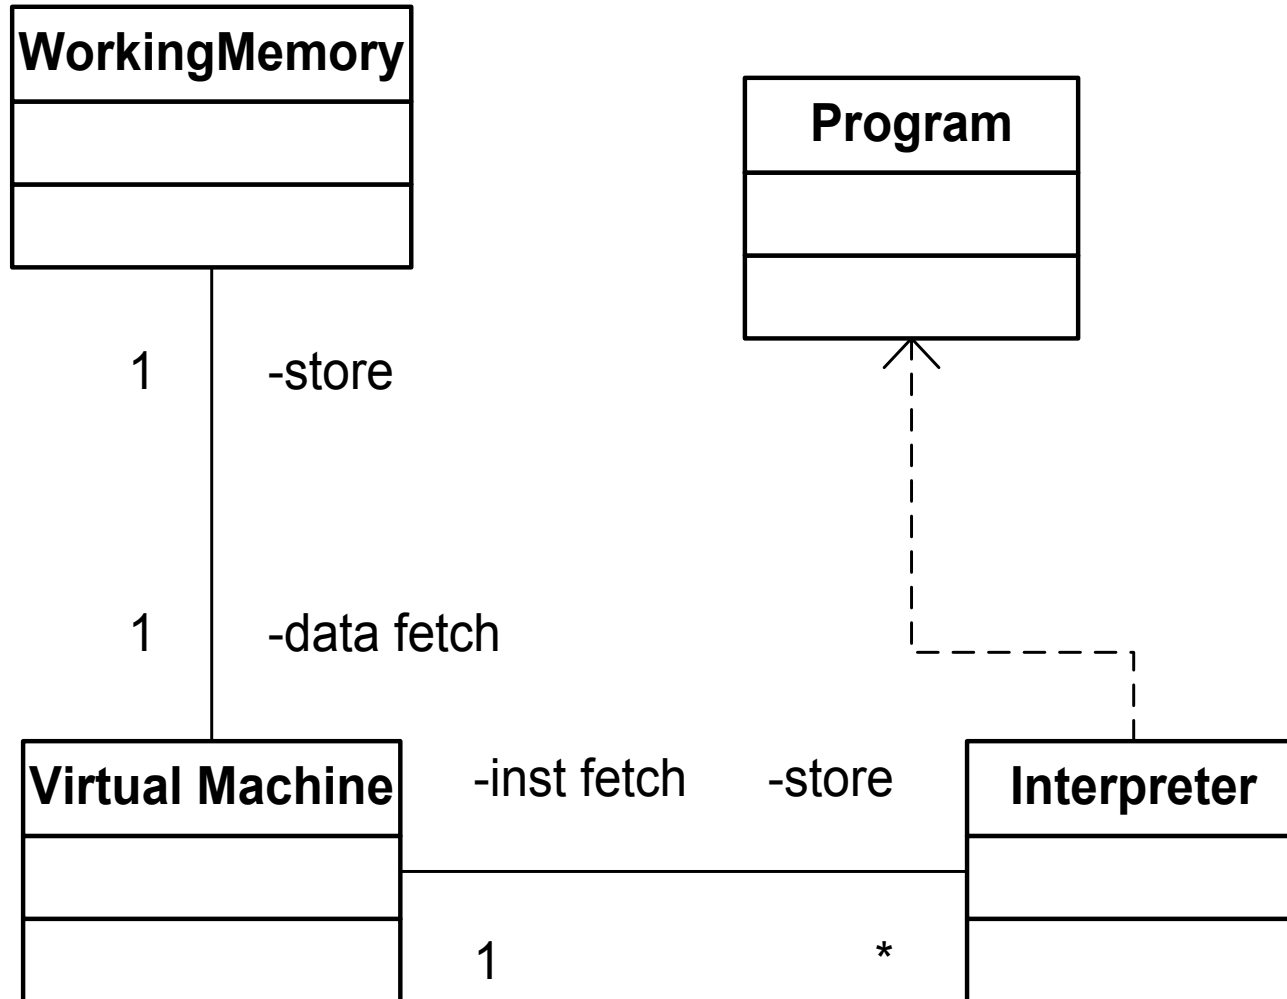 WorkingMemory
Program
1 -store
1 -data fetch
Virtual Machine
-inst fetch -store
Interpreter
1 *